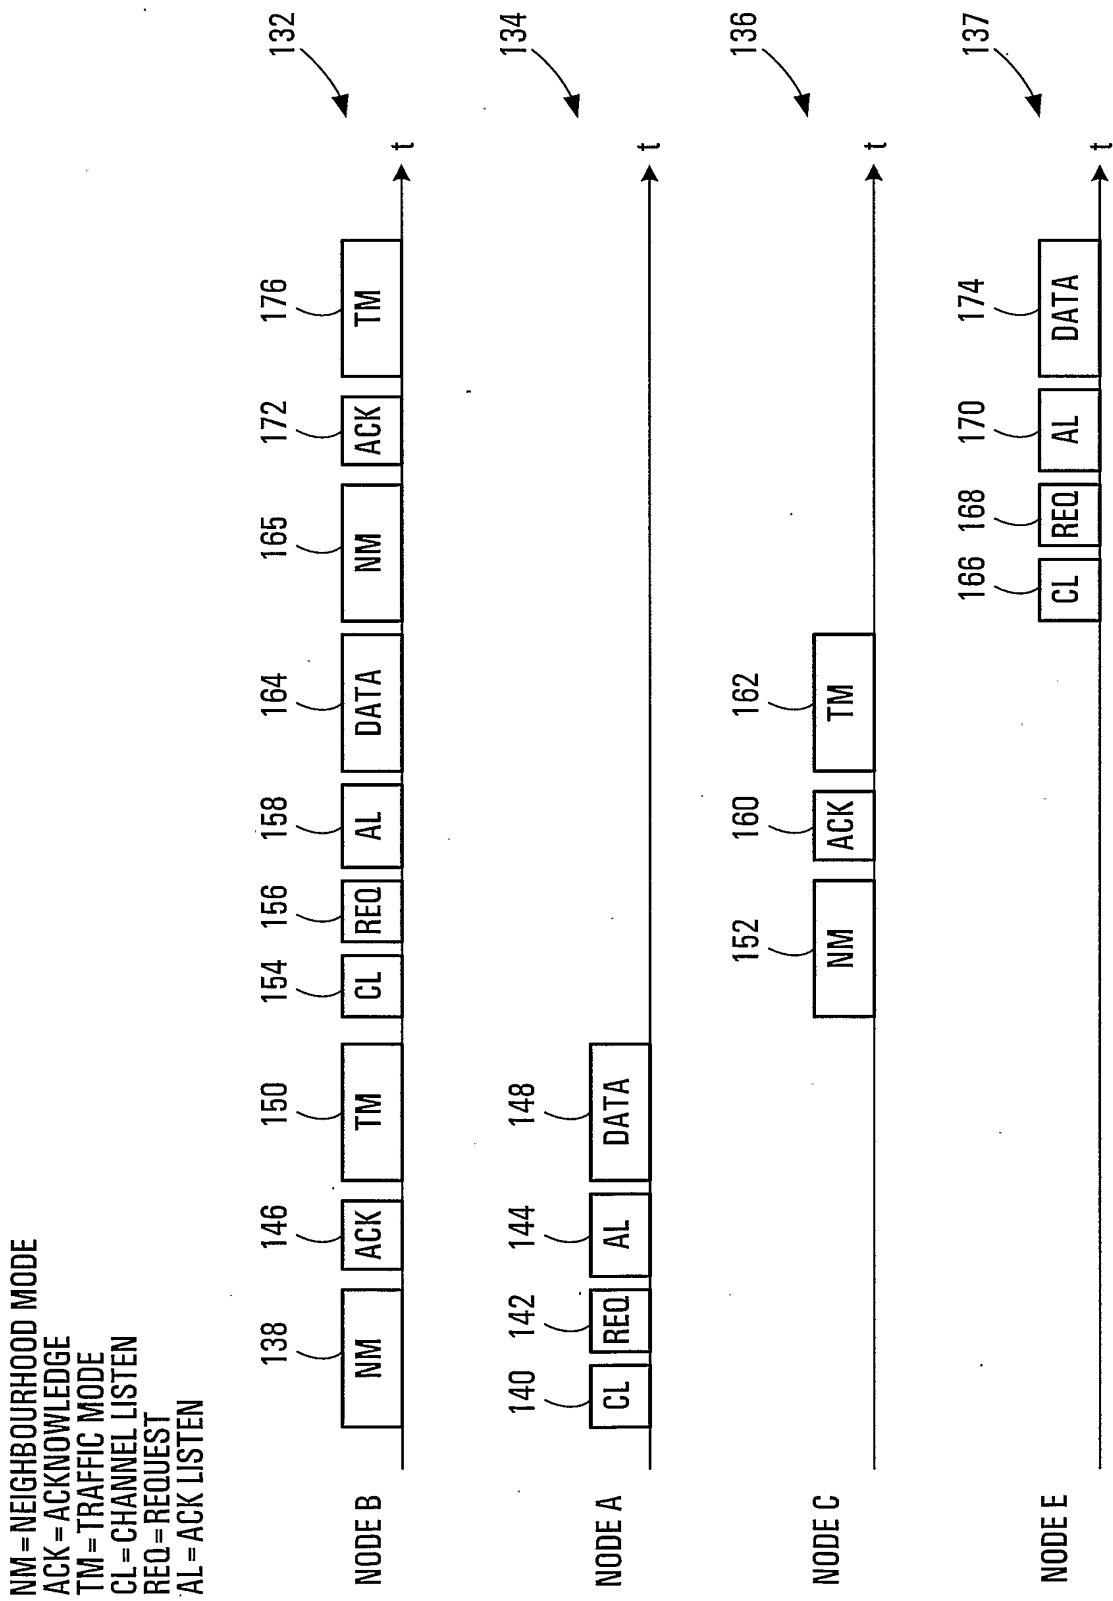 NM = NEIGHBOURHOOD MODE
ACK = ACKNOWLEDGE
TM = TRAFFIC MODE
CL = CHANNEL LISTEN
REQ = REQUEST
AL = ACK LISTEN
138 146 150 154 156 158 164 165 172 176 132
NM ACK TM CL REQ AL DATA NM ACK TM
NODE B t
140 142 144 148 134
CL REQ AL DATA
NODE A t
152 160 162 136
NM ACK TM
NODE C t
166 168 170 174 137
CL REQ AL DATA
NODE E t